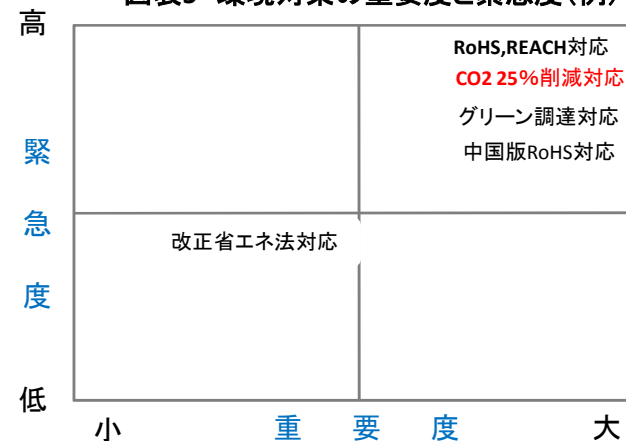 図表3 環境対策の重要度と緊急度(例)
高
RoHS,REACH対応
CO2 25%削減対応
グリーン調達対応
中国版RoHS対応
緊
急
度
改正省エネ法対応
低
小 重 要 度 大